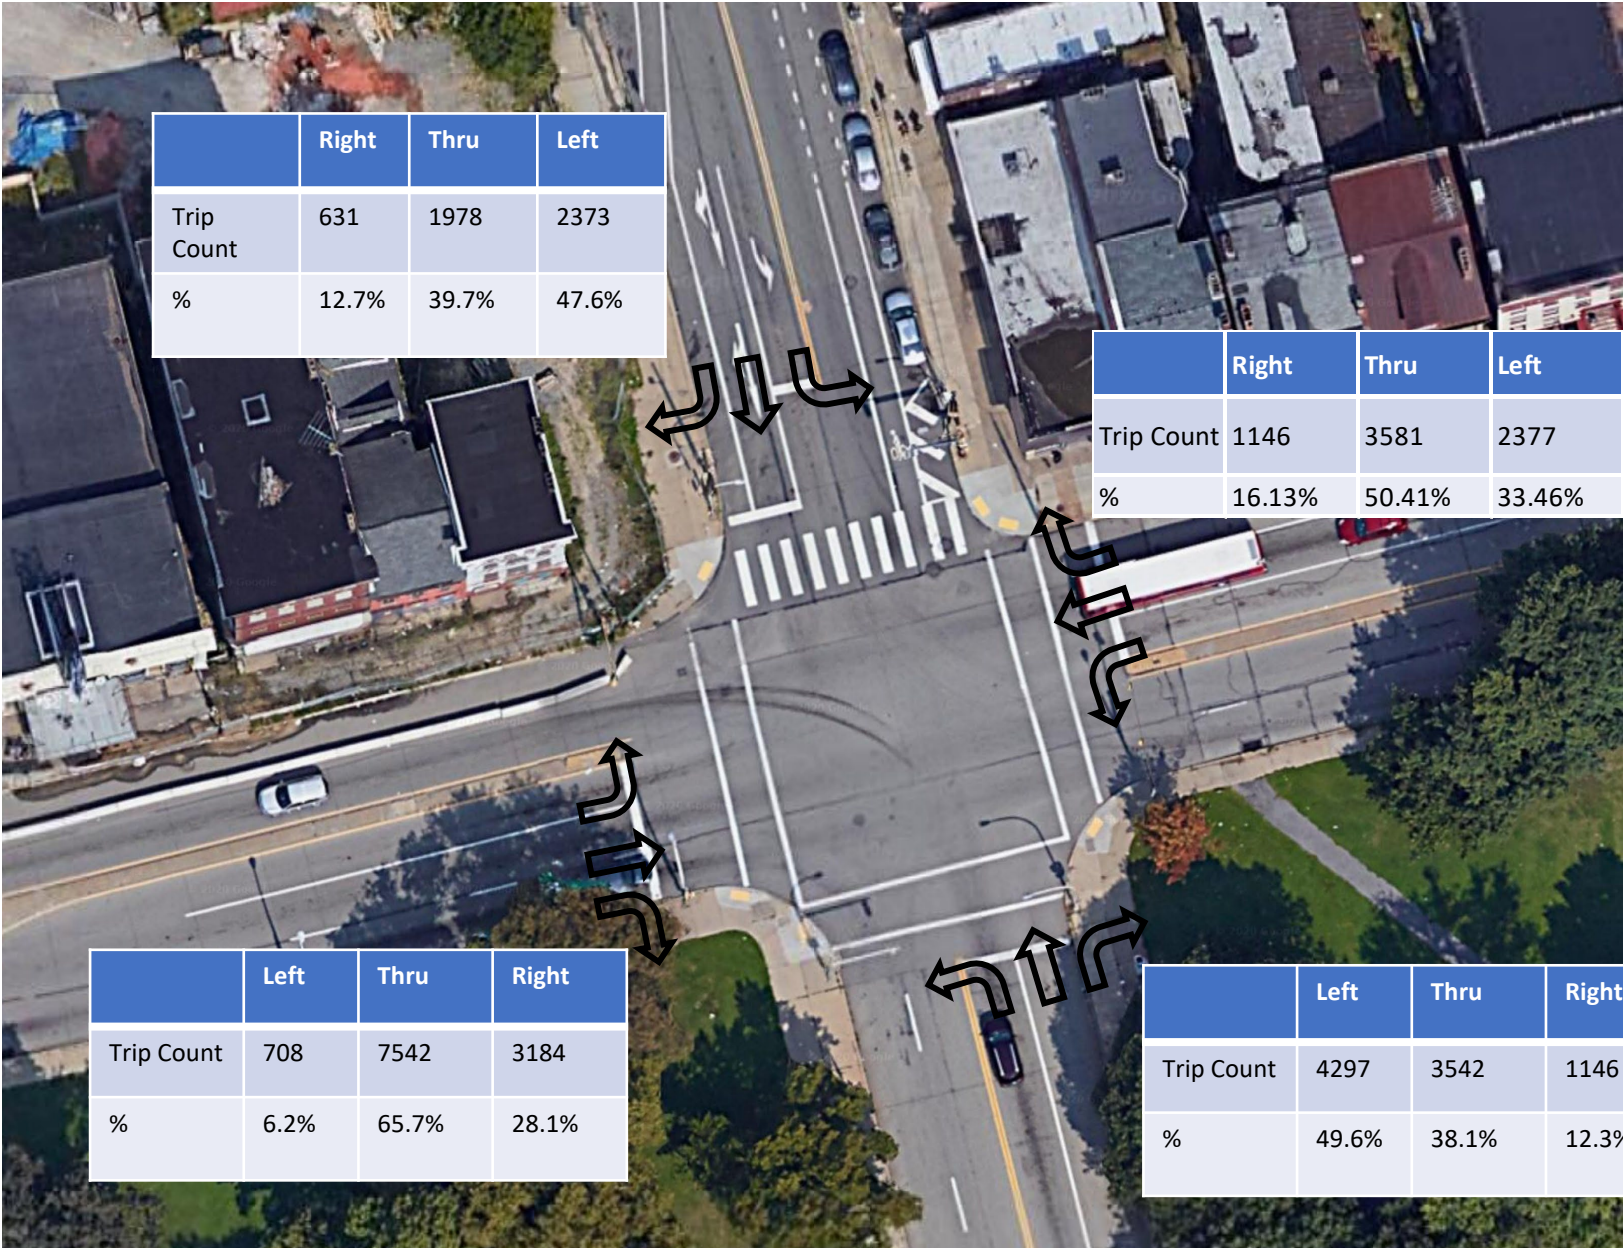 Right Thru Left
Trip Count 631 1978 2373
% 12.7% 39.7% 47.6%
Right Thru Left
Trip Count 1146 3581 2377
% 16.13% 50.41% 33.46%
Left Thru Right
Trip Count 708 7542 3184
% 6.2% 65.7% 28.1%
Left Thru Right
Trip Count 4297 3542 1146
% 49.6% 38.1% 12.3%